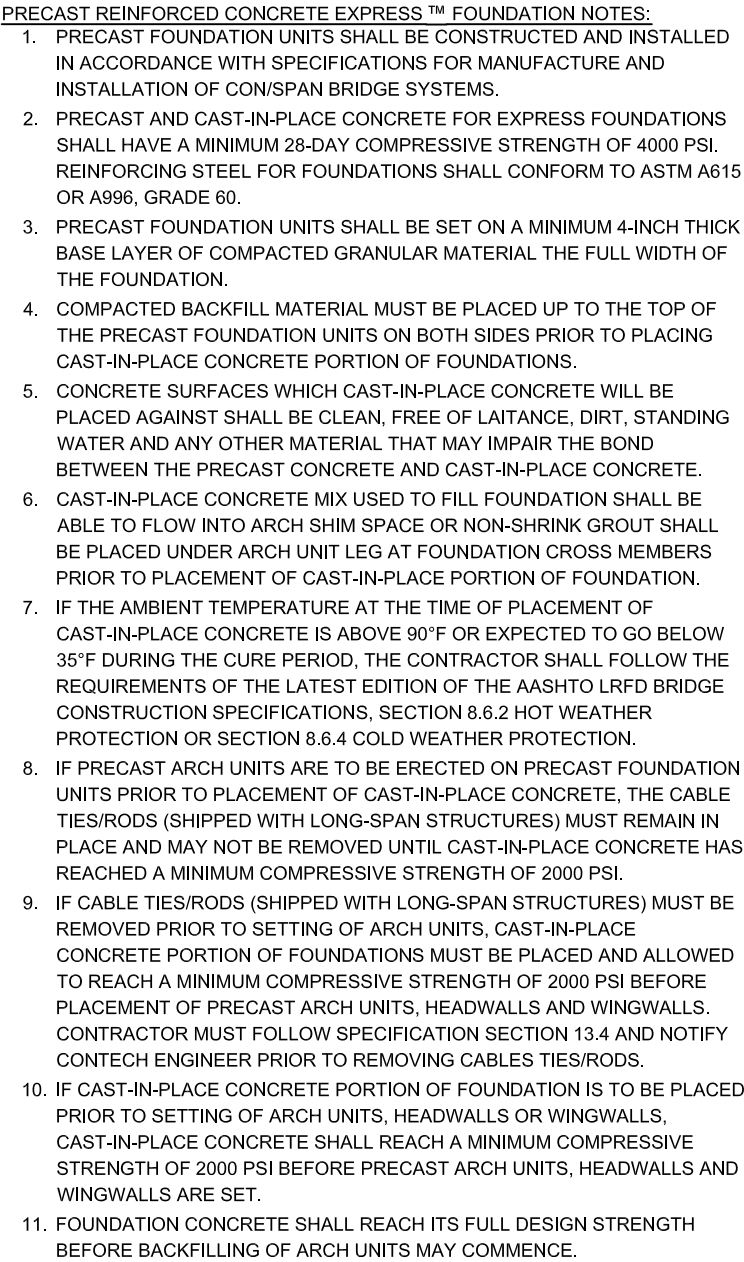 PRECAST REINFORCED CONCRETE EXPRESS ™ FOUNDATION NOTES:
1. PRECAST FOUNDATION UNITS SHALL BE CONSTRUCTED AND INSTALLED
IN ACCORDANCE WITH SPECIFICATIONS FOR MANUFACTURE AND
INSTALLATION OF CON/SPAN BRIDGE SYSTEMS.
2. PRECAST AND CAST-IN-PLACE CONCRETE FOR EXPRESS FOUNDATIONS
SHALL HAVE A MINIMUM 28-DAY COMPRESSIVE STRENGTH OF 4000 PSI.
REINFORCING STEEL FOR FOUNDATIONS SHALL CONFORM TO ASTM A615
OR A996, GRADE 60.
3. PRECAST FOUNDATION UNITS SHALL BE SET ON A MINIMUM 4-INCH THICK
BASE LAYER OF COMPACTED GRANULAR MATERIAL THE FULL WIDTH OF
THE FOUNDATION.
4. COMPACTED BACKFILL MATERIAL MUST BE PLACED UP TO THE TOP OF
THE PRECAST FOUNDATION UNITS ON BOTH SIDES PRIOR TO PLACING
CAST-IN-PLACE CONCRETE PORTION OF FOUNDATIONS.
5. CONCRETE SURFACES WHICH CAST-IN-PLACE CONCRETE WILL BE
PLACED AGAINST SHALL BE CLEAN, FREE OF LAITANCE, DIRT, STANDING
WATER AND ANY OTHER MATERIAL THAT MAY IMPAIR THE BOND
BETWEEN THE PRECAST CONCRETE AND CAST-IN-PLACE CONCRETE.
6. CAST-IN-PLACE CONCRETE MIX USED TO FILL FOUNDATION SHALL BE
ABLE TO FLOW INTO ARCH SHIM SPACE OR NON-SHRINK GROUT SHALL
BE PLACED UNDER ARCH UNIT LEG AT FOUNDATION CROSS MEMBERS
PRIOR TO PLACEMENT OF CAST-IN-PLACE PORTION OF FOUNDATION.
7. IF THE AMBIENT TEMPERATURE AT THE TIME OF PLACEMENT OF
CAST-IN-PLACE CONCRETE IS ABOVE 90°F OR EXPECTED TO GO BELOW
35°F DURING THE CURE PERIOD, THE CONTRACTOR SHALL FOLLOW THE
REQUIREMENTS OF THE LATEST EDITION OF THE AASHTO LRFD BRIDGE
CONSTRUCTION SPECIFICATIONS, SECTION 8.6.2 HOT WEATHER
PROTECTION OR SECTION 8.6.4 COLD WEATHER PROTECTION.
8. IF PRECAST ARCH UNITS ARE TO BE ERECTED ON PRECAST FOUNDATION
UNITS PRIOR TO PLACEMENT OF CAST-IN-PLACE CONCRETE, THE CABLE
TIES/RODS (SHIPPED WITH LONG-SPAN STRUCTURES) MUST REMAIN IN
PLACE AND MAY NOT BE REMOVED UNTIL CAST-IN-PLACE CONCRETE HAS
REACHED A MINIMUM COMPRESSIVE STRENGTH OF 2000 PSI.
9. IF CABLE TIES/RODS (SHIPPED WITH LONG-SPAN STRUCTURES) MUST BE
REMOVED PRIOR TO SETTING OF ARCH UNITS, CAST-IN-PLACE
CONCRETE PORTION OF FOUNDATIONS MUST BE PLACED AND ALLOWED
TO REACH A MINIMUM COMPRESSIVE STRENGTH OF 2000 PSI BEFORE
PLACEMENT OF PRECAST ARCH UNITS, HEADWALLS AND WINGWALLS.
CONTRACTOR MUST FOLLOW SPECIFICATION SECTION 13.4 AND NOTIFY
CONTECH ENGINEER PRIOR TO REMOVING CABLES TIES/RODS.
10. IF CAST-IN-PLACE CONCRETE PORTION OF FOUNDATION IS TO BE PLACED
PRIOR TO SETTING OF ARCH UNITS, HEADWALLS OR WINGWALLS,
CAST-IN-PLACE CONCRETE SHALL REACH A MINIMUM COMPRESSIVE
STRENGTH OF 2000 PSI BEFORE PRECAST ARCH UNITS, HEADWALLS AND
WINGWALLS ARE SET.
11. FOUNDATION CONCRETE SHALL REACH ITS FULL DESIGN STRENGTH
BEFORE BACKFILLING OF ARCH UNITS MAY COMMENCE.